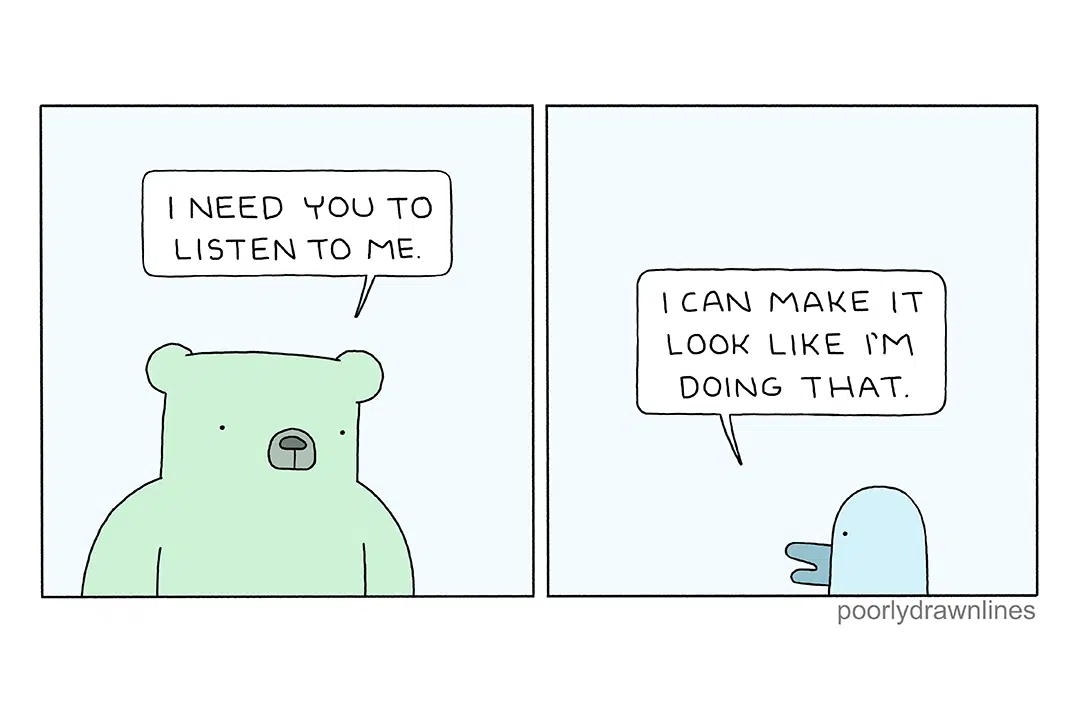 I NEED YOU TO
LISTEN TO ME.
I CAN MAKE IT
LOOK LIKE I'M
DOING THAT.
poorlydrawnlines